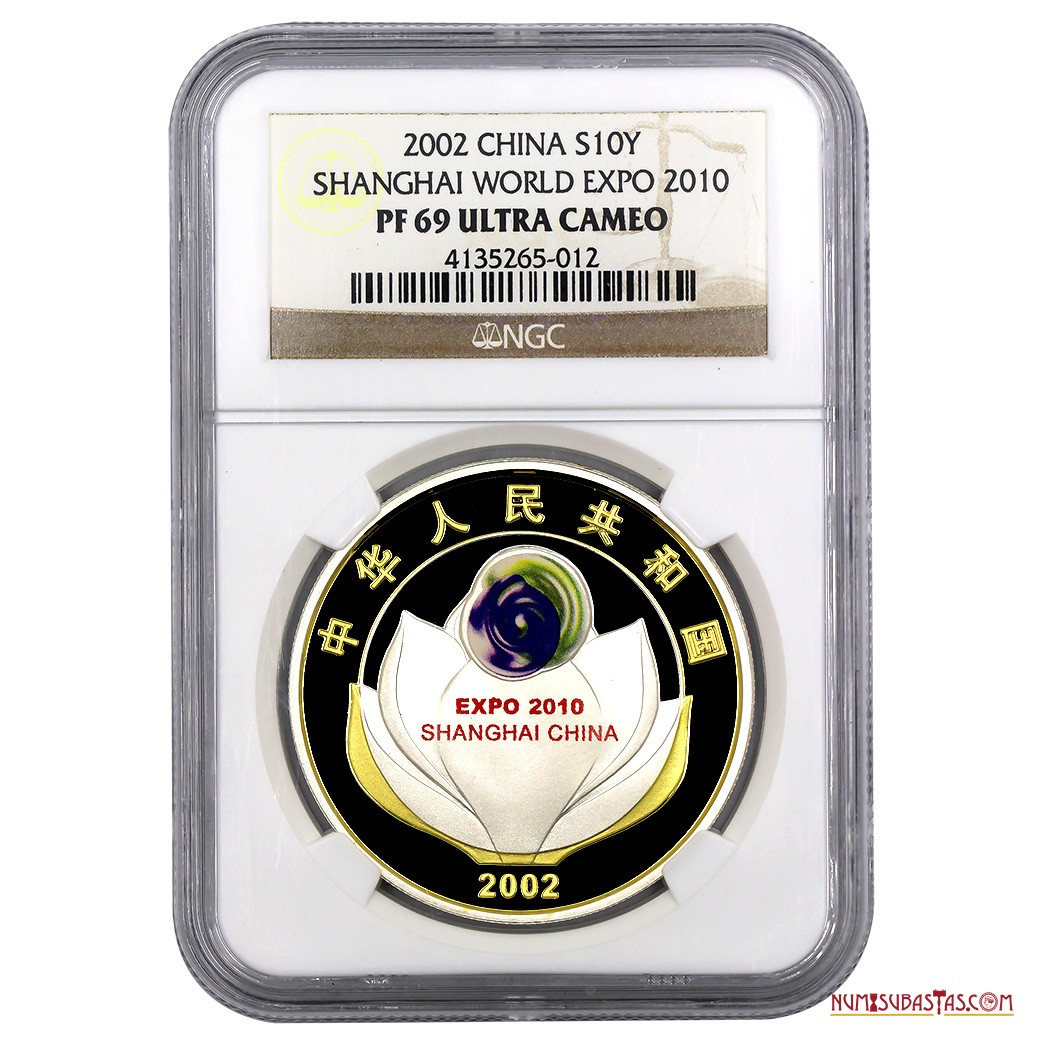 2002 CHINA S10Y
SHANGHAI WORLD EXPO 2010
PF 69 ULTRA CAMEO
4135265-012
NGC
中华人民共和国
EXPO 2010
SHANGHAI CHINA
2002
NUMISUBASTAS.COM